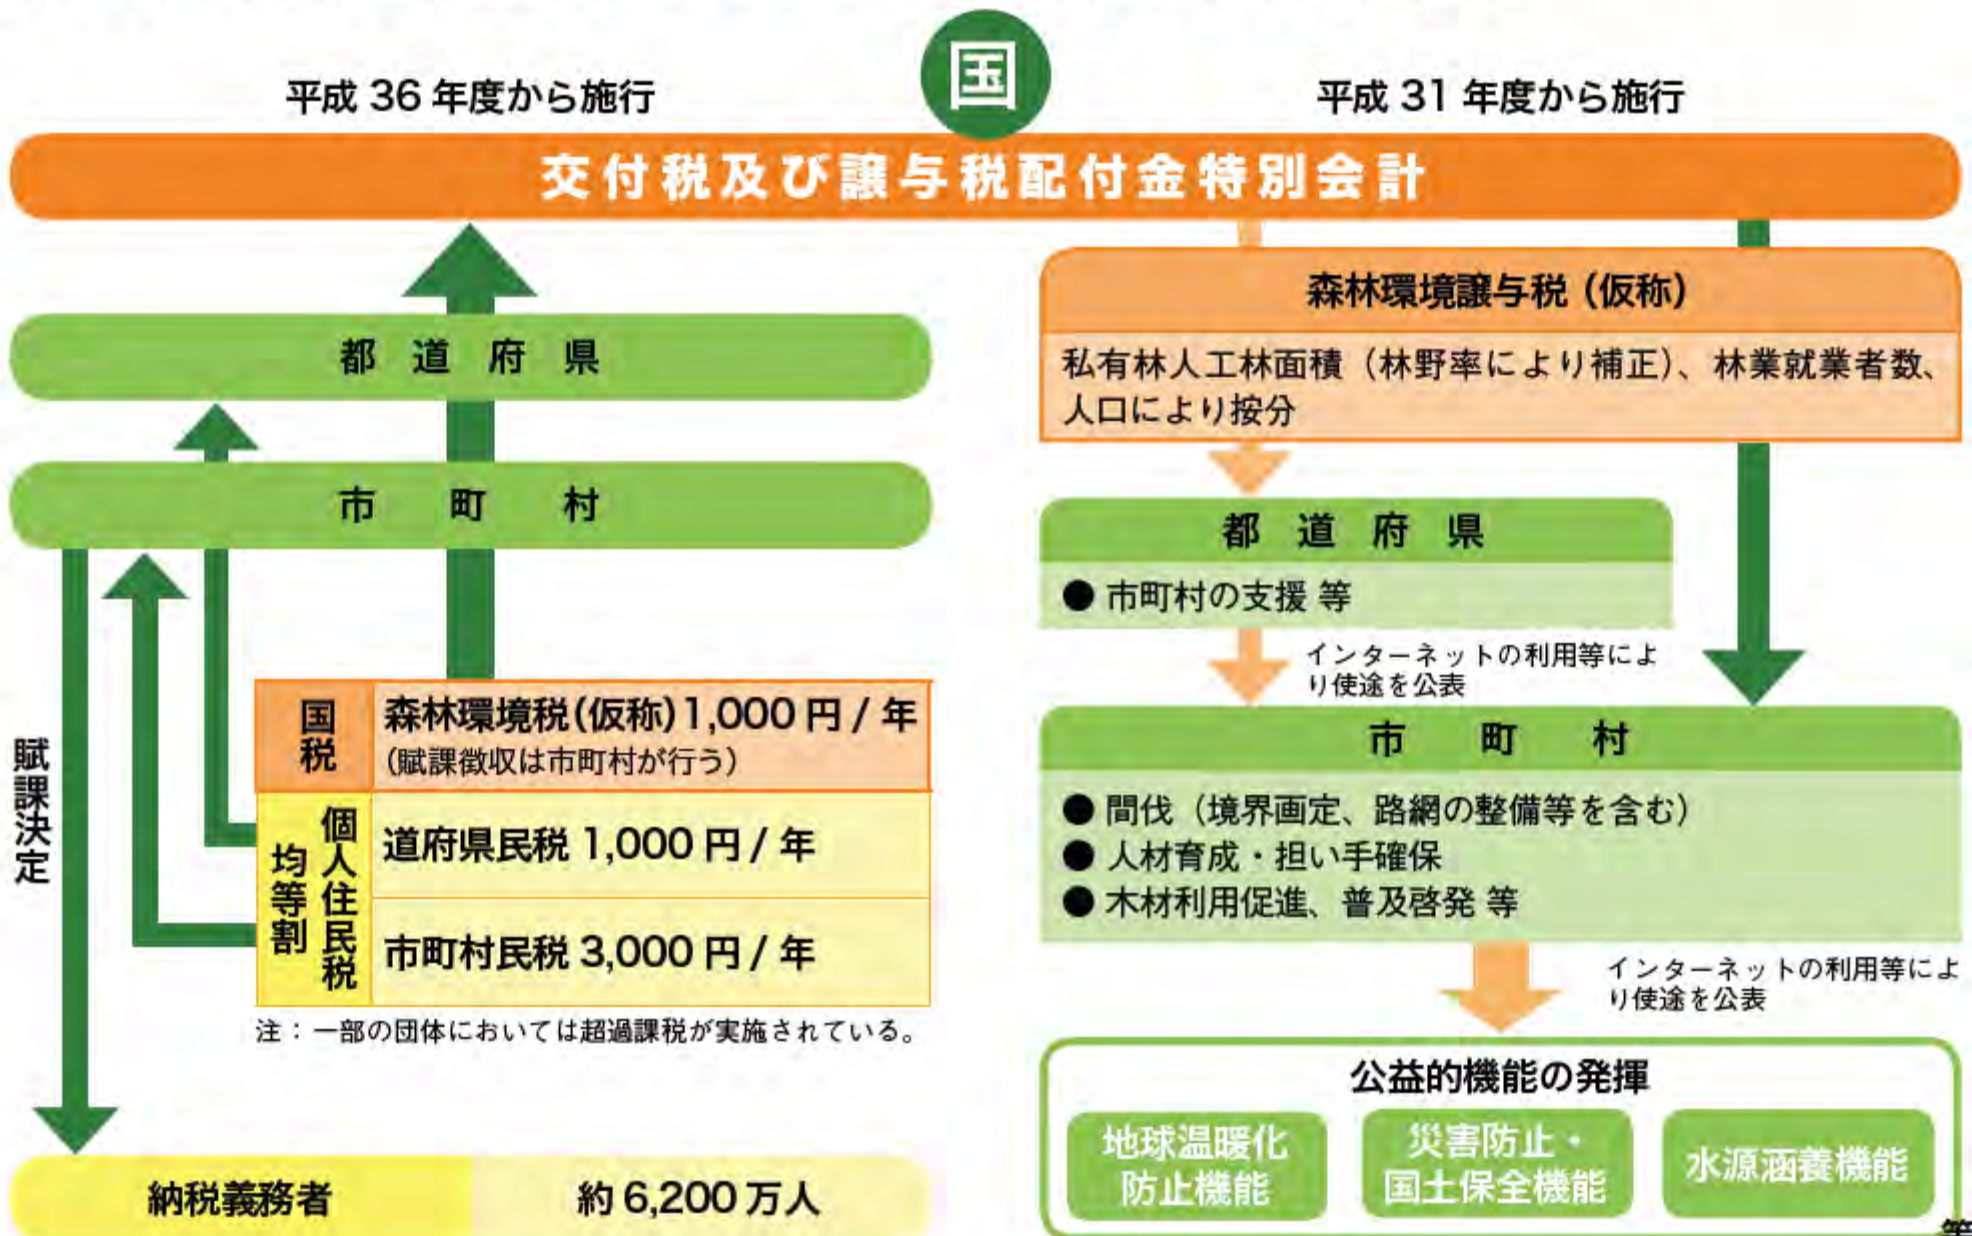 国
平成 36 年度から施行
平成 31 年度から施行
交付税及び譲与税配付金特別会計
都 道 府 県
市 町 村
賦課決定
国税
森林環境税(仮称)1,000 円 / 年
(賦課徴収は市町村が行う)
個人住民税
均等割
道府県民税 1,000 円 / 年
市町村民税 3,000 円 / 年
注：一部の団体においては超過課税が実施されている。
納税義務者
約 6,200 万人
森林環境譲与税（仮称）
私有林人工林面積（林野率により補正）、林業就業者数、
人口により按分
都 道 府 県
● 市町村の支援 等
インターネットの利用等によ
り使途を公表
市 町 村
● 間伐（境界画定、路網の整備等を含む）
● 人材育成・担い手確保
● 木材利用促進、普及啓発 等
インターネットの利用等によ
り使途を公表
公益的機能の発揮
地球温暖化
防止機能
災害防止・
国土保全機能
水源涵養機能
等